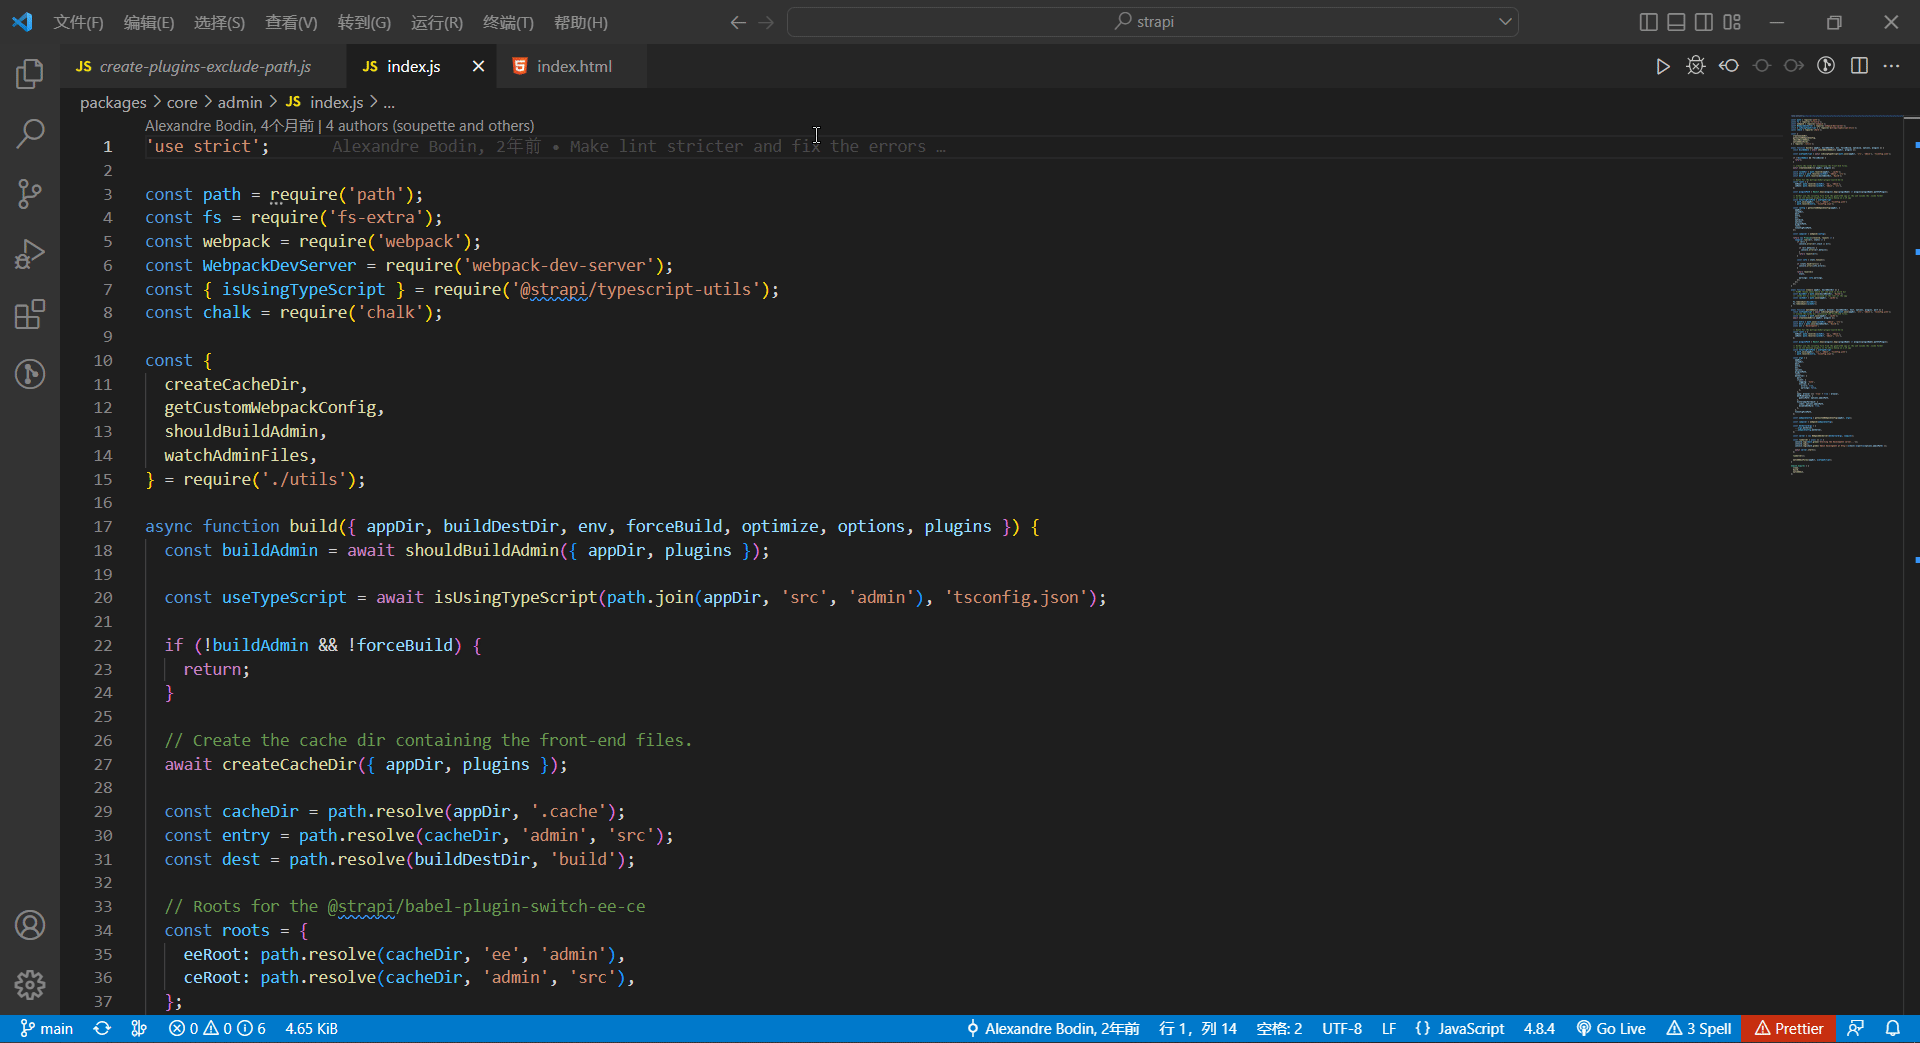 文件(F) 编辑(E) 选择(S) 查看(V) 转到(G) 运行(R) 终端(T) 帮助(H) strapi
JS create-plugins-exclude-path.js JS index.js index.html
packages > core > admin > JS index.js > ...
Alexandre Bodin, 4个月前 | 4 authors (soupette and others)
1 'use strict'; Alexandre Bodin, 2年前 • Make lint stricter and fix the errors …
2
3 const path = require('path');
4 const fs = require('fs-extra');
5 const webpack = require('webpack');
6 const WebpackDevServer = require('webpack-dev-server');
7 const { isUsingTypeScript } = require('@strapi/typescript-utils');
8 const chalk = require('chalk');
9
10 const {
11 createCacheDir,
12 getCustomWebpackConfig,
13 shouldBuildAdmin,
14 watchAdminFiles,
15 } = require('./utils');
16
17 async function build({ appDir, buildDestDir, env, forceBuild, optimize, options, plugins }) {
18 const buildAdmin = await shouldBuildAdmin({ appDir, plugins });
19
20 const useTypeScript = await isUsingTypeScript(path.join(appDir, 'src', 'admin'), 'tsconfig.json');
21
22 if (!buildAdmin && !forceBuild) {
23 return;
24 }
25
26 // Create the cache dir containing the front-end files.
27 await createCacheDir({ appDir, plugins });
28
29 const cacheDir = path.resolve(appDir, '.cache');
30 const entry = path.resolve(cacheDir, 'admin', 'src');
31 const dest = path.resolve(buildDestDir, 'build');
32
33 // Roots for the @strapi/babel-plugin-switch-ee-ce
34 const roots = {
35 eeRoot: path.resolve(cacheDir, 'ee', 'admin'),
36 ceRoot: path.resolve(cacheDir, 'admin', 'src'),
37 };
main 0 0 6 4.65 KiB Alexandre Bodin, 2年前 行 1，列 14 空格: 2 UTF-8 LF {} JavaScript 4.8.4 Go Live 3 Spell Prettier